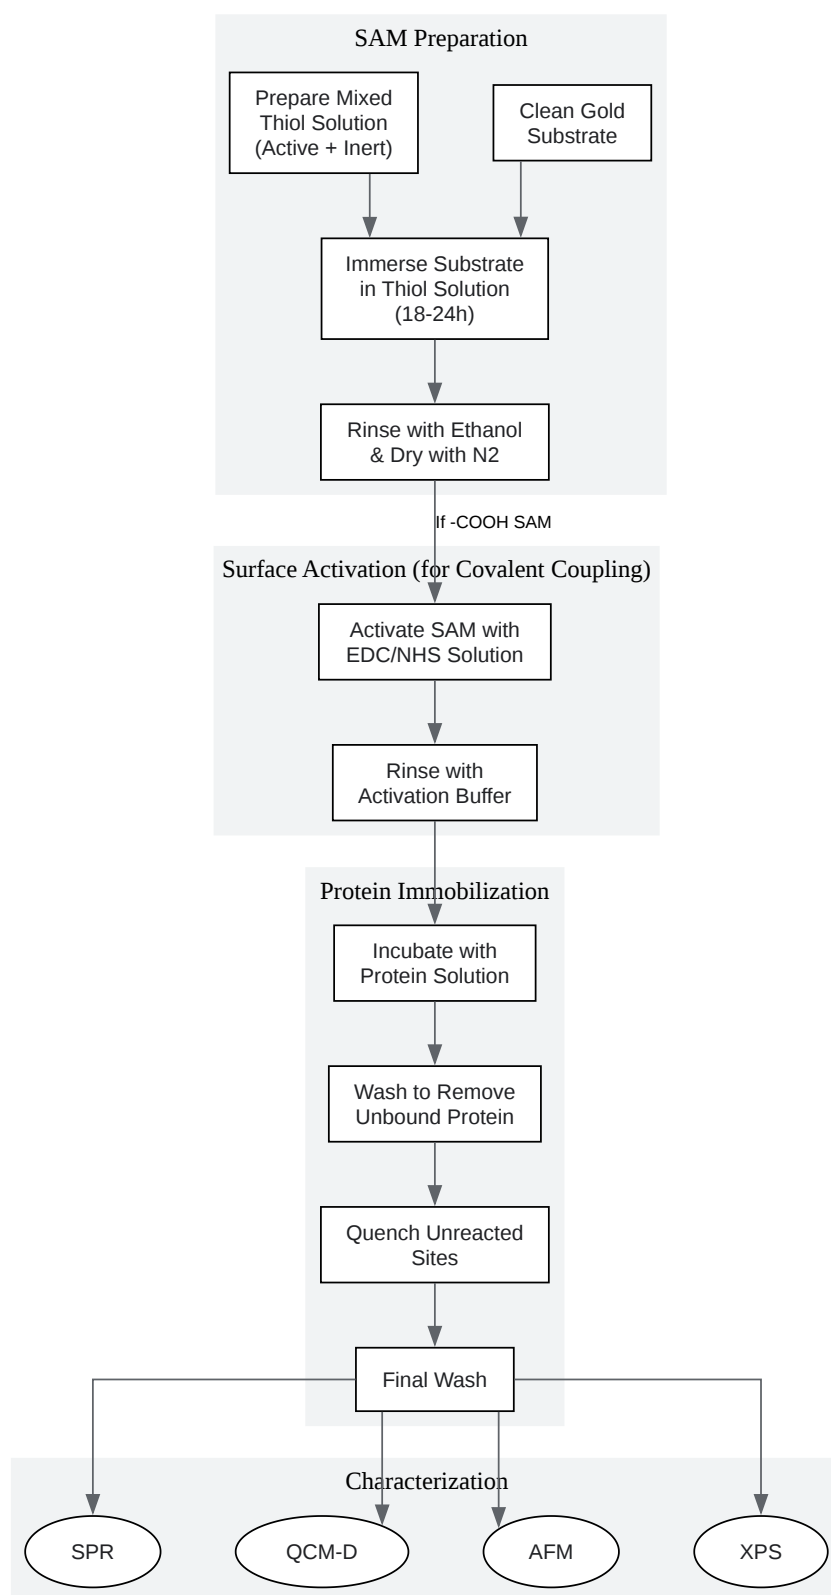 SAM Preparation
Prepare Mixed
Thiol Solution
(Active + Inert)
Clean Gold
Substrate
Immerse Substrate
in Thiol Solution
(18-24h)
Rinse with Ethanol
& Dry with N2
If -COOH SAM
Surface Activation (for Covalent Coupling)
Activate SAM with
EDC/NHS Solution
Rinse with
Activation Buffer
Protein Immobilization
Incubate with
Protein Solution
Wash to Remove
Unbound Protein
Quench Unreacted
Sites
Final Wash
Characterization
SPR
QCM-D
AFM
XPS